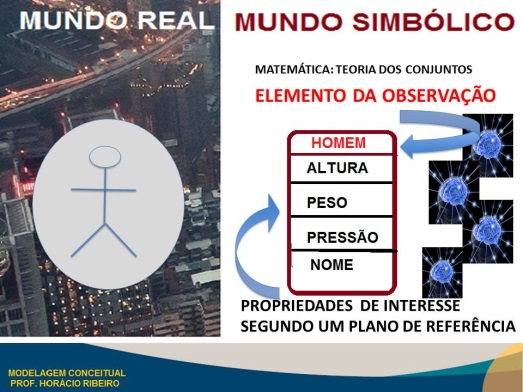 MUNDO REAL
MUNDO SIMBÓLICO
MATEMÁTICA: TEORIA DOS CONJUNTOS
ELEMENTO DA OBSERVAÇÃO
HOMEM
ALTURA
PESO
PRESSÃO
NOME
PROPRIEDADES DE INTERESSE
SEGUNDO UM PLANO DE REFERÊNCIA
MODELAGEM CONCEITUAL
PROF. HORÁCIO RIBEIRO